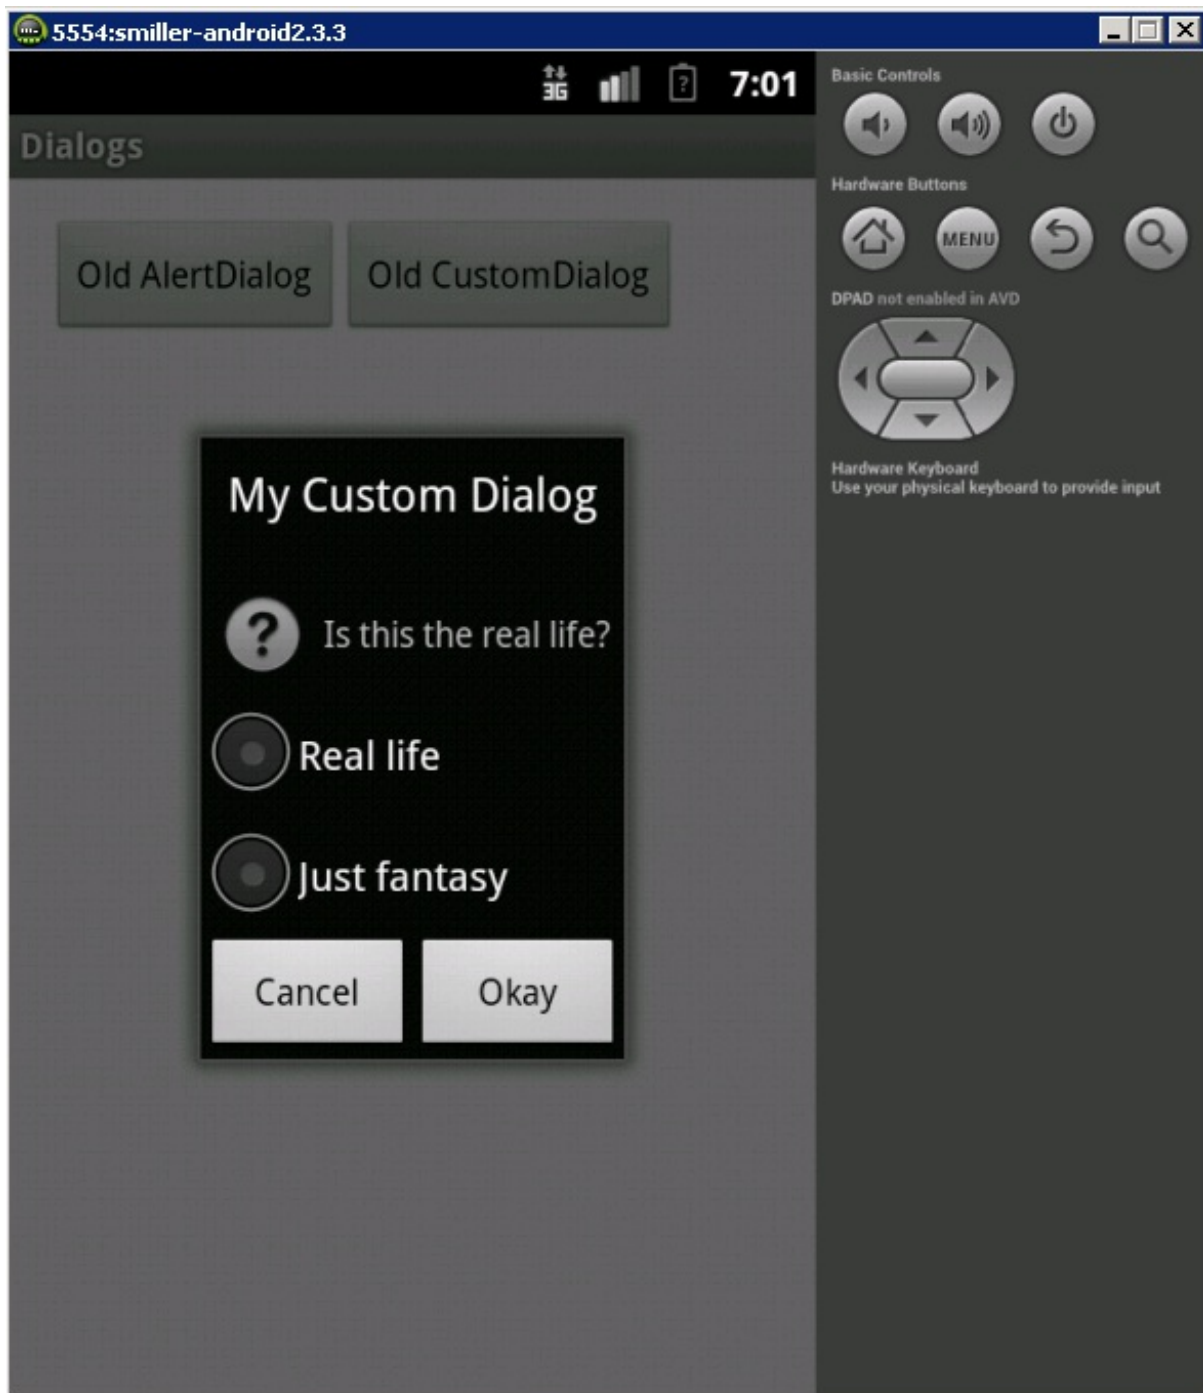 5554:smiller-android2.3.3
3G
7:01
Dialogs
Old AlertDialog
Old CustomDialog
My Custom Dialog
? Is this the real life?
Real life
Just fantasy
Cancel
Okay
Basic Controls
Hardware Buttons
MENU
DPAD not enabled in AVD
Hardware Keyboard
Use your physical keyboard to provide input